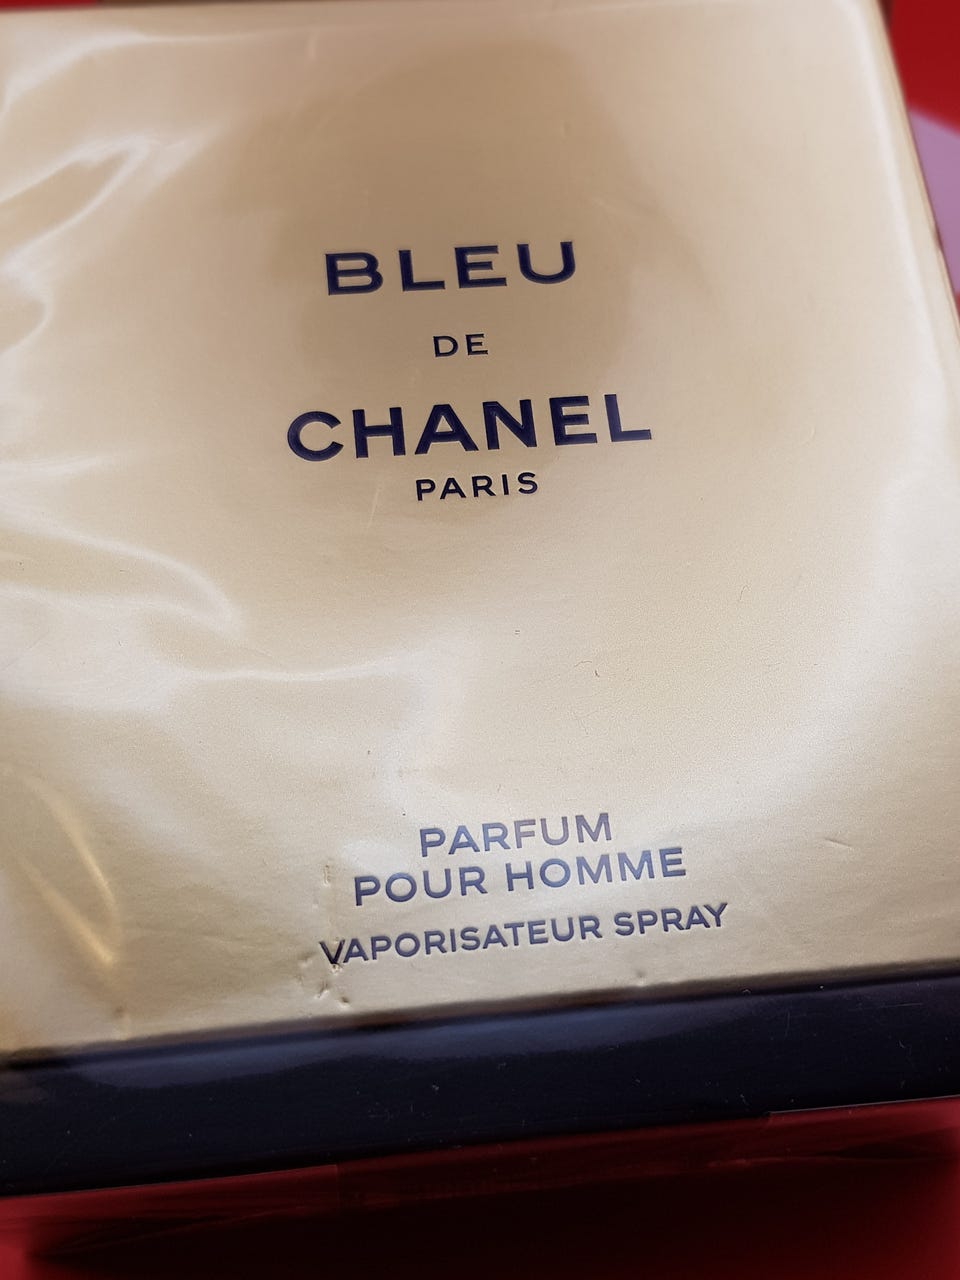 BLEU
DE
CHANEL
PARIS
PARFUM
POUR HOMME
VAPORISATEUR SPRAY